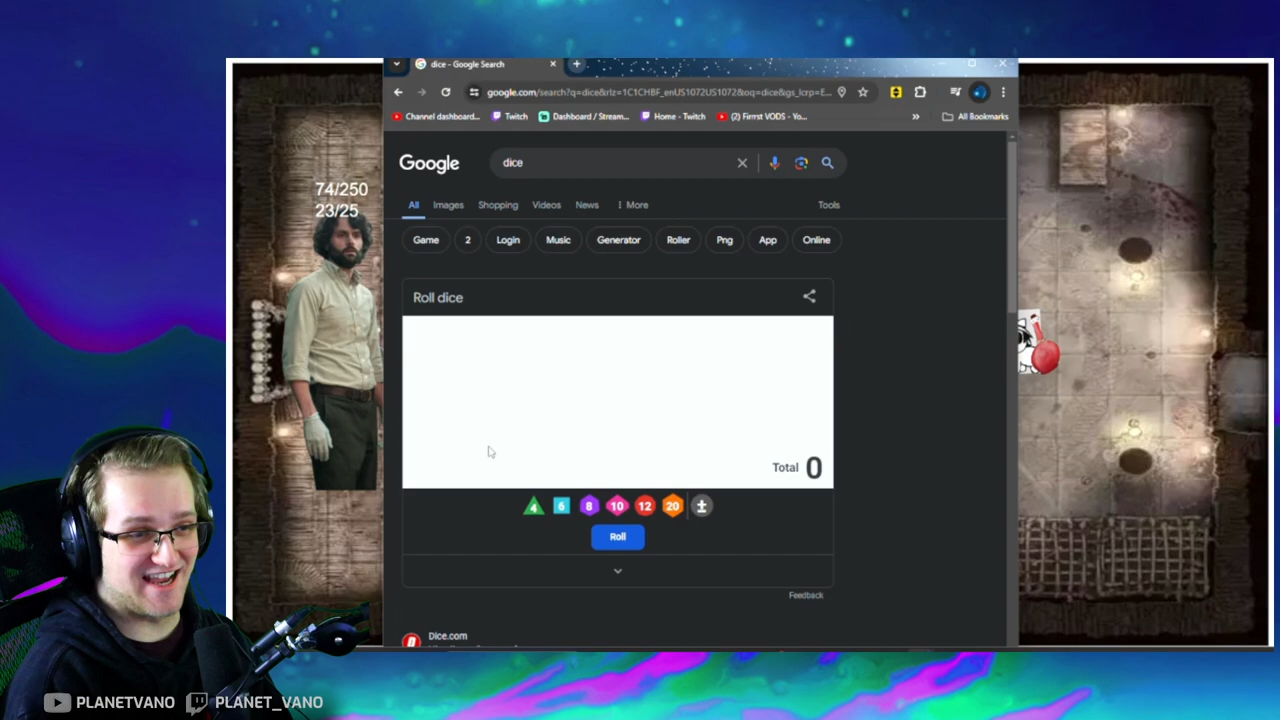 dice - Google Search
google.com/search?q=dice&rlz=1C1CHBF_enUS1072US1072&oq=dice&gs_lcrp=E...
Channel dashboard... Twitch Dashboard / Stream... Home - Twitch (2) Firrrst VODS - Yo... » All Bookmarks
Google dice
74/250
23/25
All Images Shopping Videos News More Tools
Game 2 Login Music Generator Roller Png App Online
Roll dice
Total 0
4 6 8 10 12 20 ±
Roll
Feedback
Dice.com
PLANETVANO PLANET_VANO